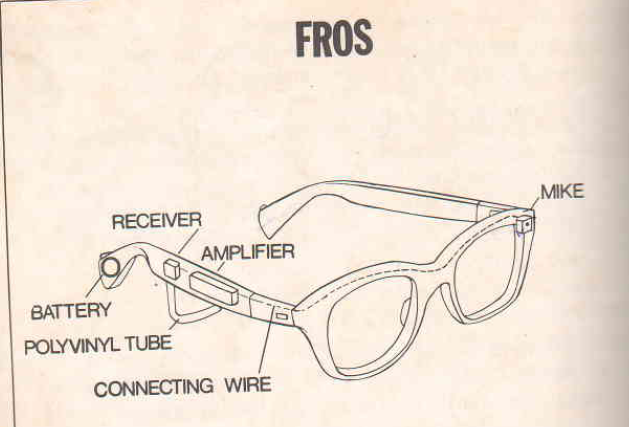 FROS
MIKE
RECEIVER
AMPLIFIER
BATTERY
POLYVINYL TUBE
CONNECTING WIRE